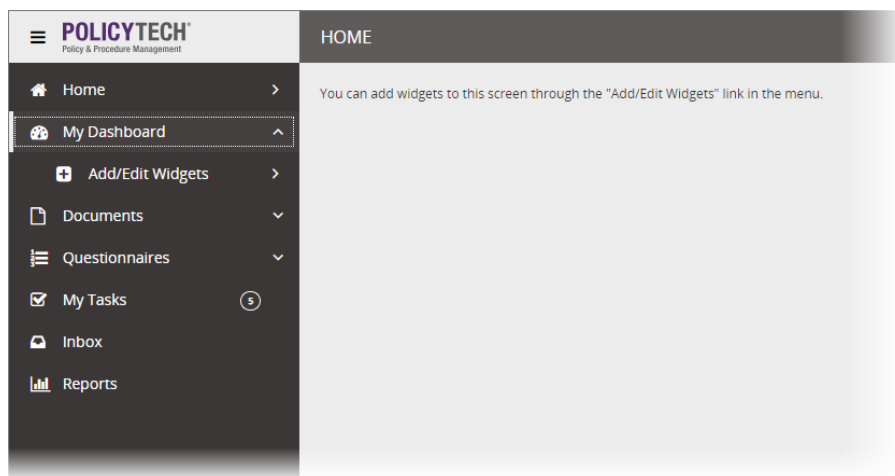 POLICYTECH®
Policy & Procedure Management
HOME
Home
You can add widgets to this screen through the "Add/Edit Widgets" link in the menu.
My Dashboard
Add/Edit Widgets
Documents
Questionnaires
My Tasks 5
Inbox
Reports